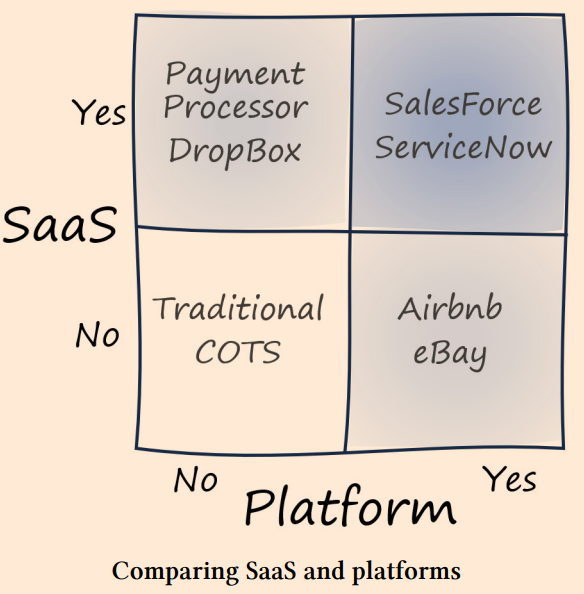 Payment
Processor
DropBox
SalesForce
ServiceNow
Yes
SaaS
Traditional
COTS
Airbnb
eBay
No
No
Yes
Platform
Comparing SaaS and platforms